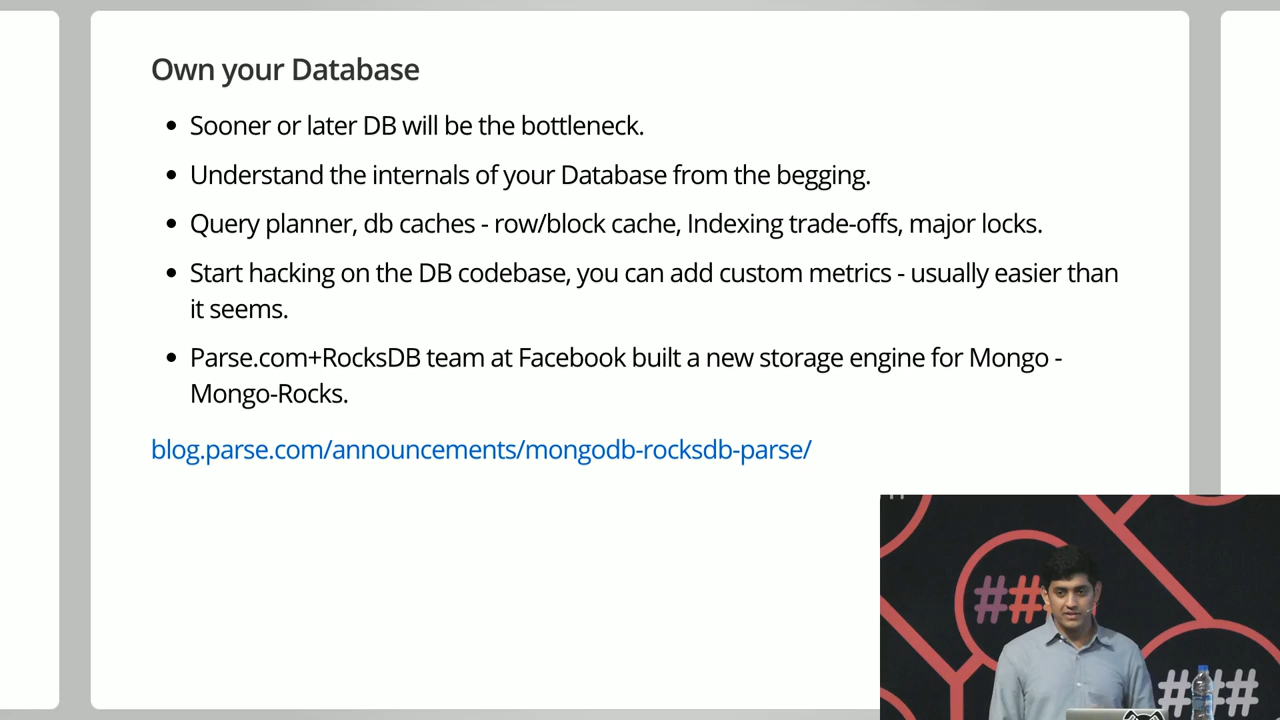 Own your Database
Sooner or later DB will be the bottleneck.
Understand the internals of your Database from the begging.
Query planner, db caches - row/block cache, Indexing trade-offs, major locks.
Start hacking on the DB codebase, you can add custom metrics - usually easier than
it seems.
Parse.com+RocksDB team at Facebook built a new storage engine for Mongo -
Mongo-Rocks.
blog.parse.com/announcements/mongodb-rocksdb-parse/
##
###